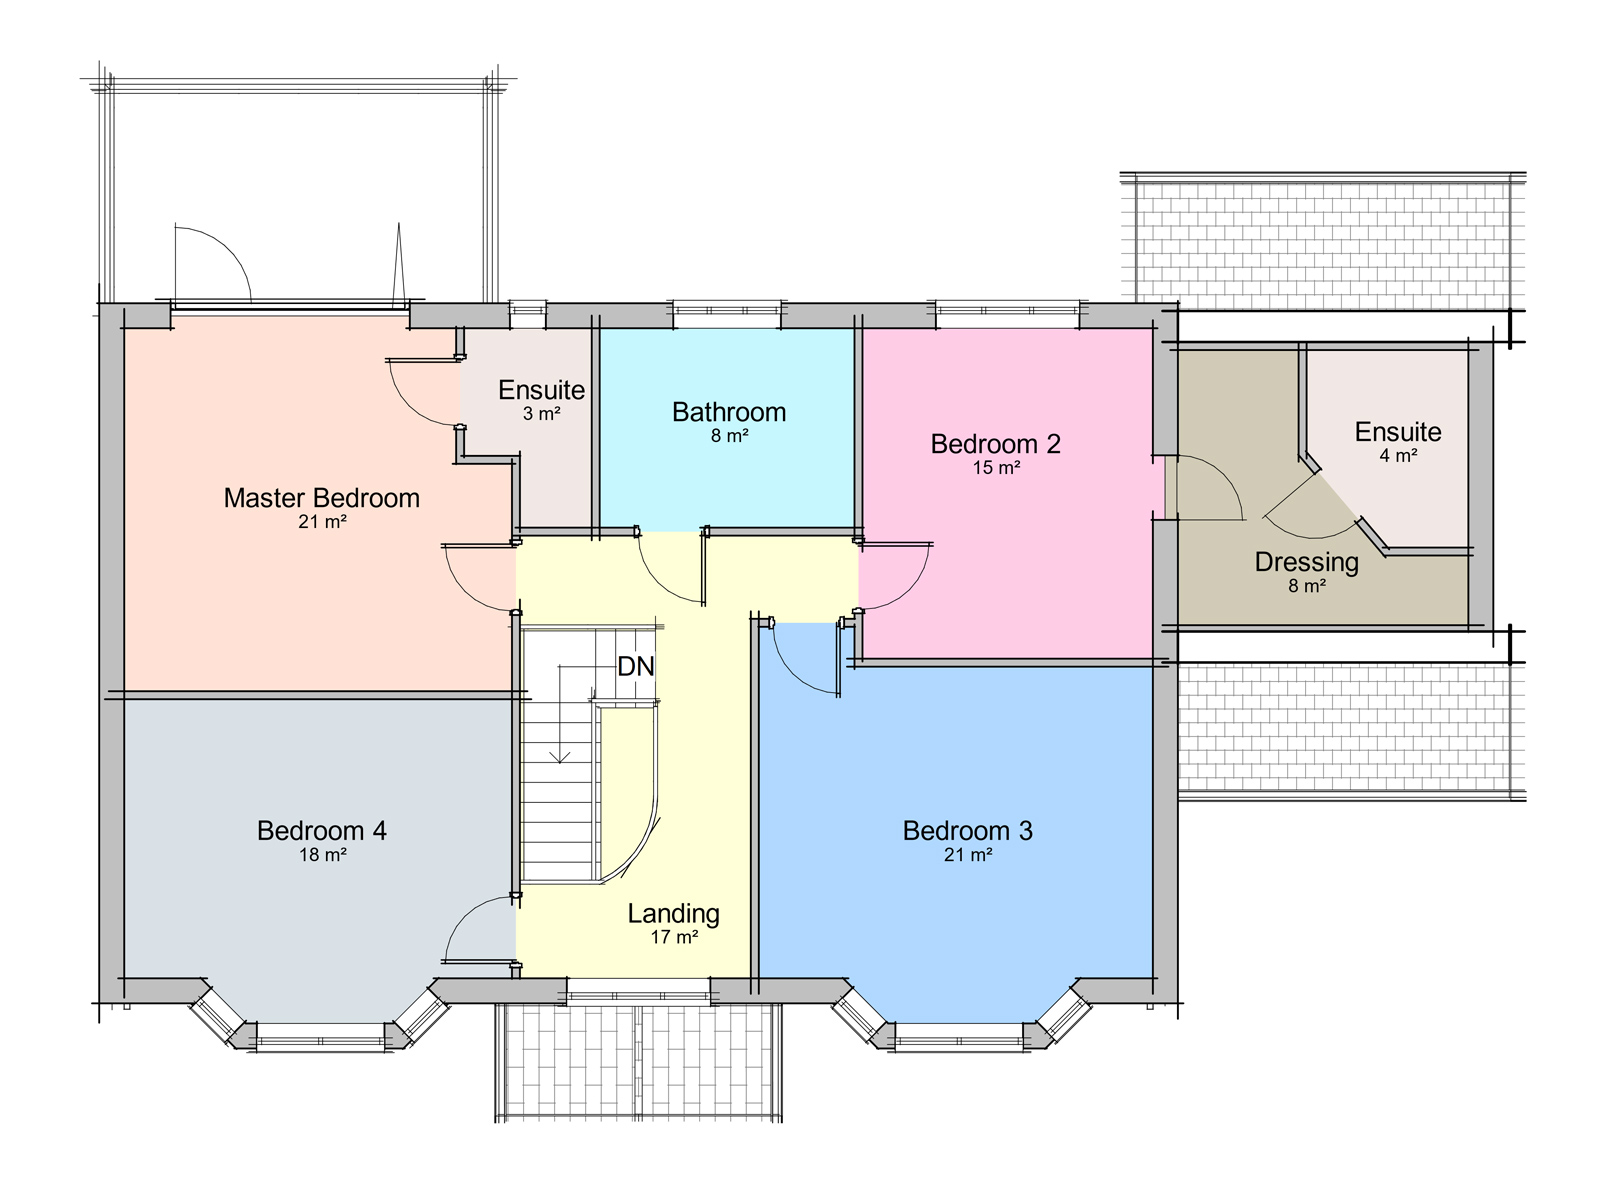 Ensuite
3 m²
Bathroom
8 m²
Bedroom 2
15 m²
Ensuite
4 m²
Master Bedroom
21 m²
Dressing
8 m²
DN
Bedroom 4
18 m²
Bedroom 3
21 m²
Landing
17 m²